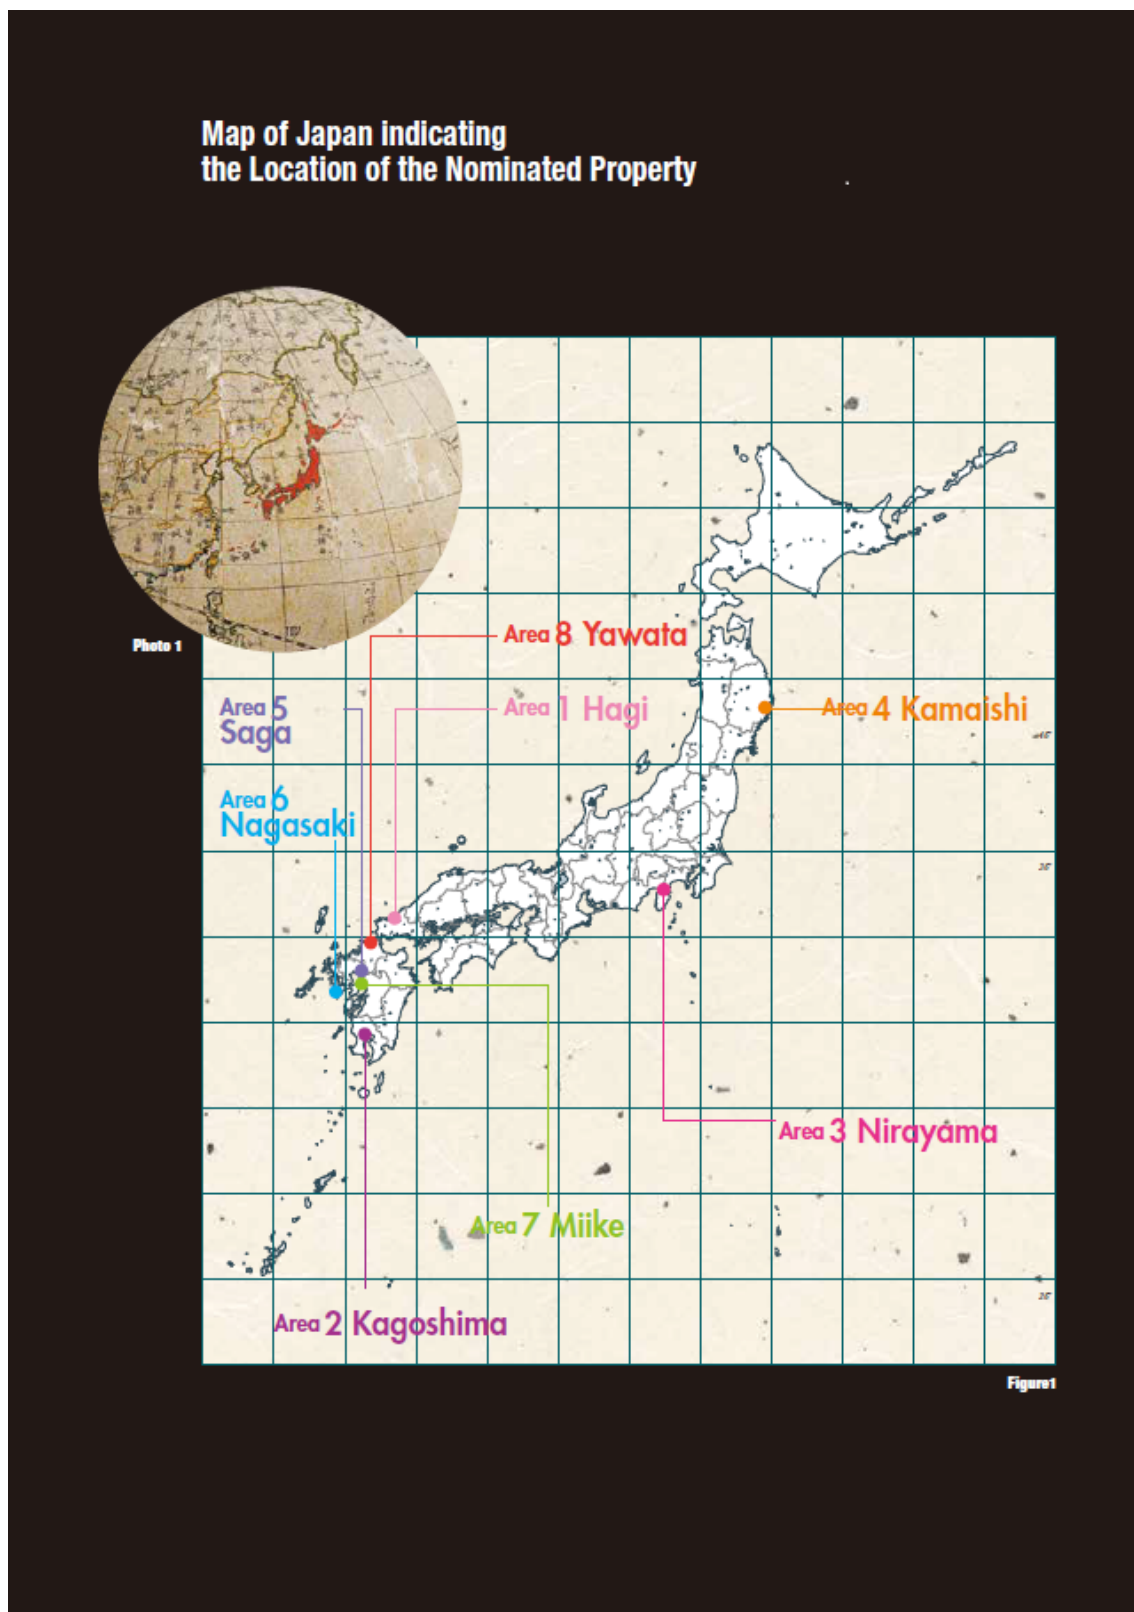 Map of Japan indicating
the Location of the Nominated Property
Photo 1
Area 8 Yawata
Area 5
Saga
Area 1 Hagi
Area 4 Kamaishi
Area 6
Nagasaki
Area 3 Nirayama
Area 7 Miike
Area 2 Kagoshima
Figure1